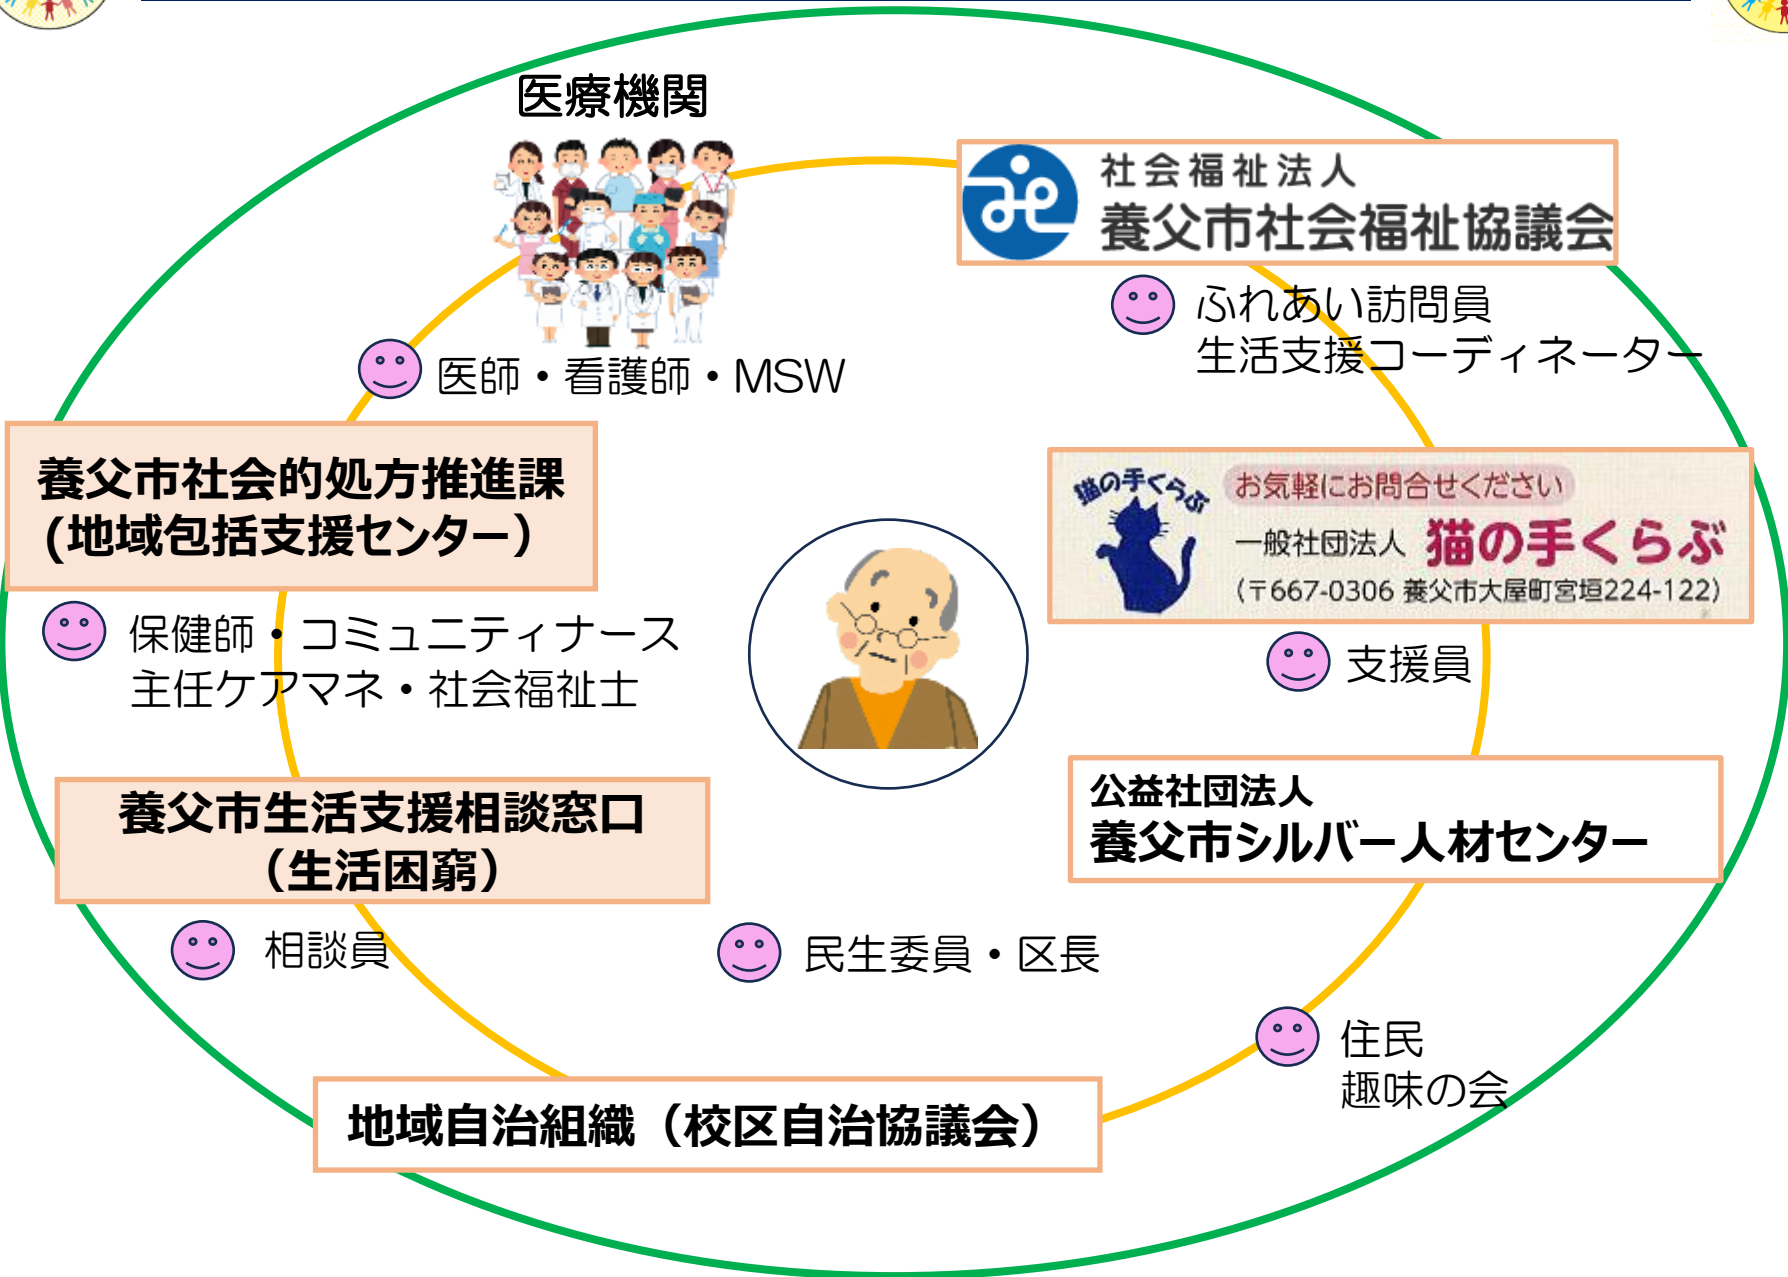 医療機関
社会福祉法人
養父市社会福祉協議会
ふれあい訪問員
生活支援コーディネーター
医師・看護師・MSW
養父市社会的処方推進課
(地域包括支援センター）
猫の手くらぶ
お気軽にお問合せください
一般社団法人 猫の手くらぶ
(〒667-0306 養父市大屋町宮垣224-122)
保健師・コミュニティナース
主任ケアマネ・社会福祉士
支援員
養父市生活支援相談窓口
（生活困窮）
公益社団法人
養父市シルバー人材センター
相談員
民生委員・区長
住民
趣味の会
地域自治組織（校区自治協議会）